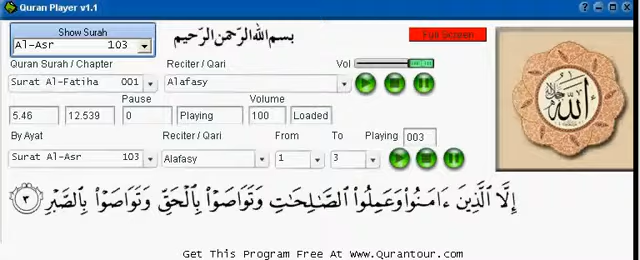 Quran Player v1.1
Show Surah
Al-Asr 103
بسم الله الرحمن الرحيم
Full Screen
Quran Surah / Chapter Reciter / Qari Vol
Surat Al-Fatiha 001 Alafasy
Pause Volume
5.46 12.539 0 Playing 100 Loaded
By Ayat Reciter / Qari From To Playing 003
Surat Al-Asr 103 Alafasy 1 3
الله
إِلَّا الَّذِينَ ءَامَنُوا۟ وَعَمِلُوا۟ الصَّـٰلِحَـٰتِ وَتَوَاصَوْا۟ بِالْحَقِّ وَتَوَاصَوْا۟ بِالصَّبْرِ ٣
Get This Program Free At www.Qurantour.com